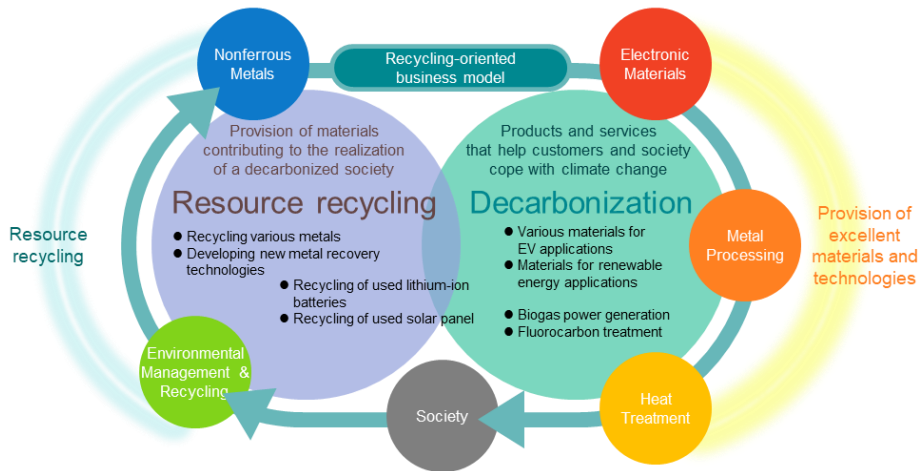 Nonferrous
Metals
Recycling-oriented
business model
Electronic
Materials
Provision of materials
contributing to the realization
of a decarbonized society
Resource recycling
● Recycling various metals
● Developing new metal recovery
technologies
● Recycling of used lithium-ion
batteries
● Recycling of used solar panel
Products and services
that help customers and society
cope with climate change
Decarbonization
● Various materials for
EV applications
● Materials for renewable
energy applications
● Biogas power generation
● Fluorocarbon treatment
Resource
recycling
Metal
Processing
Provision of
excellent
materials and
technologies
Environmental
Management &
Recycling
Society
Heat
Treatment